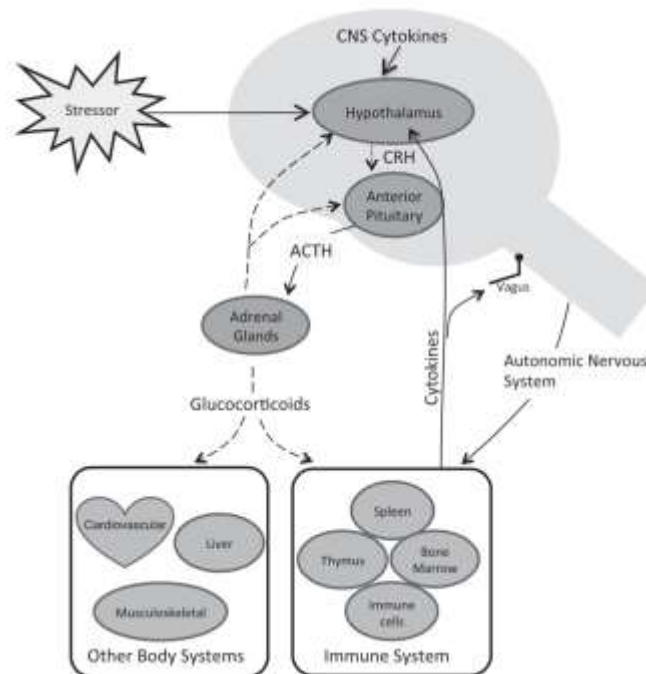 CNS Cytokines
Stressor
Hypothalamus
CRH
Anterior
Pituitary
ACTH
Vagus
Adrenal
Glands
Cytokines
Autonomic Nervous
System
Glucocorticoids
Cardiovascular
Liver
Musculoskeletal
Other Body Systems
Spleen
Thymus
Bone
Marrow
Immune
cells
Immune System